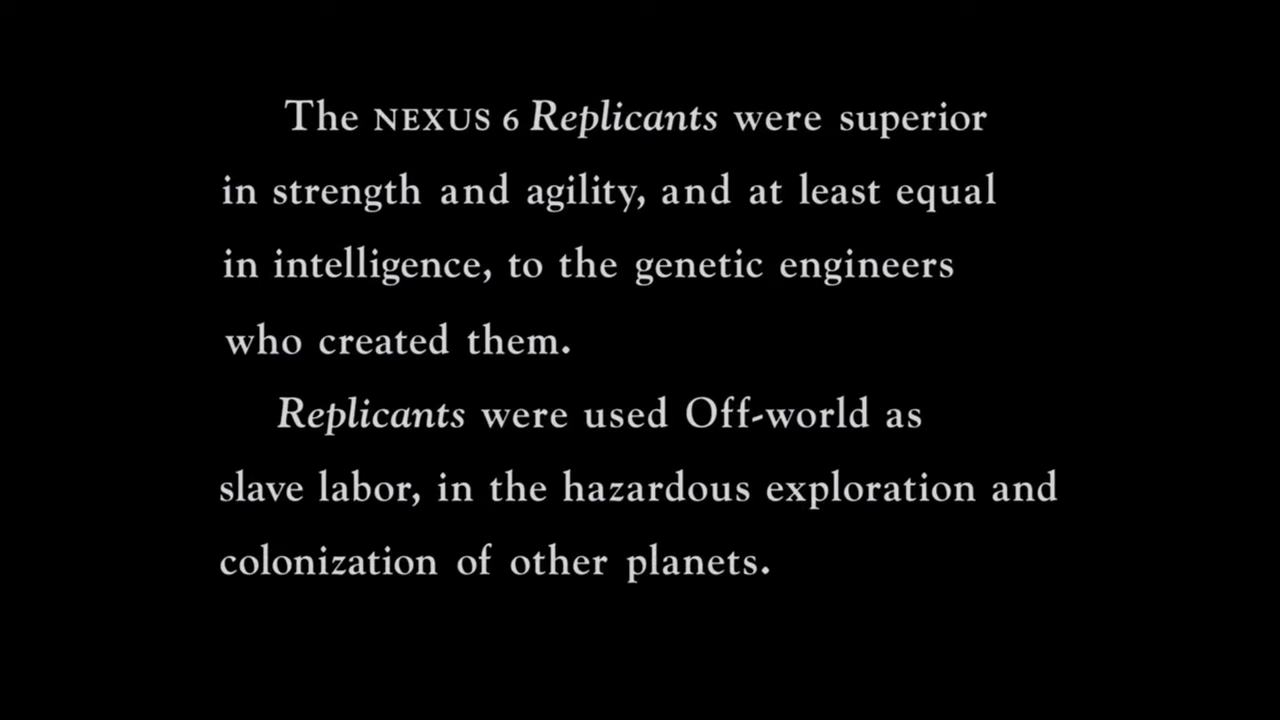 The NEXUS 6 Replicants were superior
in strength and agility, and at least equal
in intelligence, to the genetic engineers
who created them.
Replicants were used Off-world as
slave labor, in the hazardous exploration and
colonization of other planets.